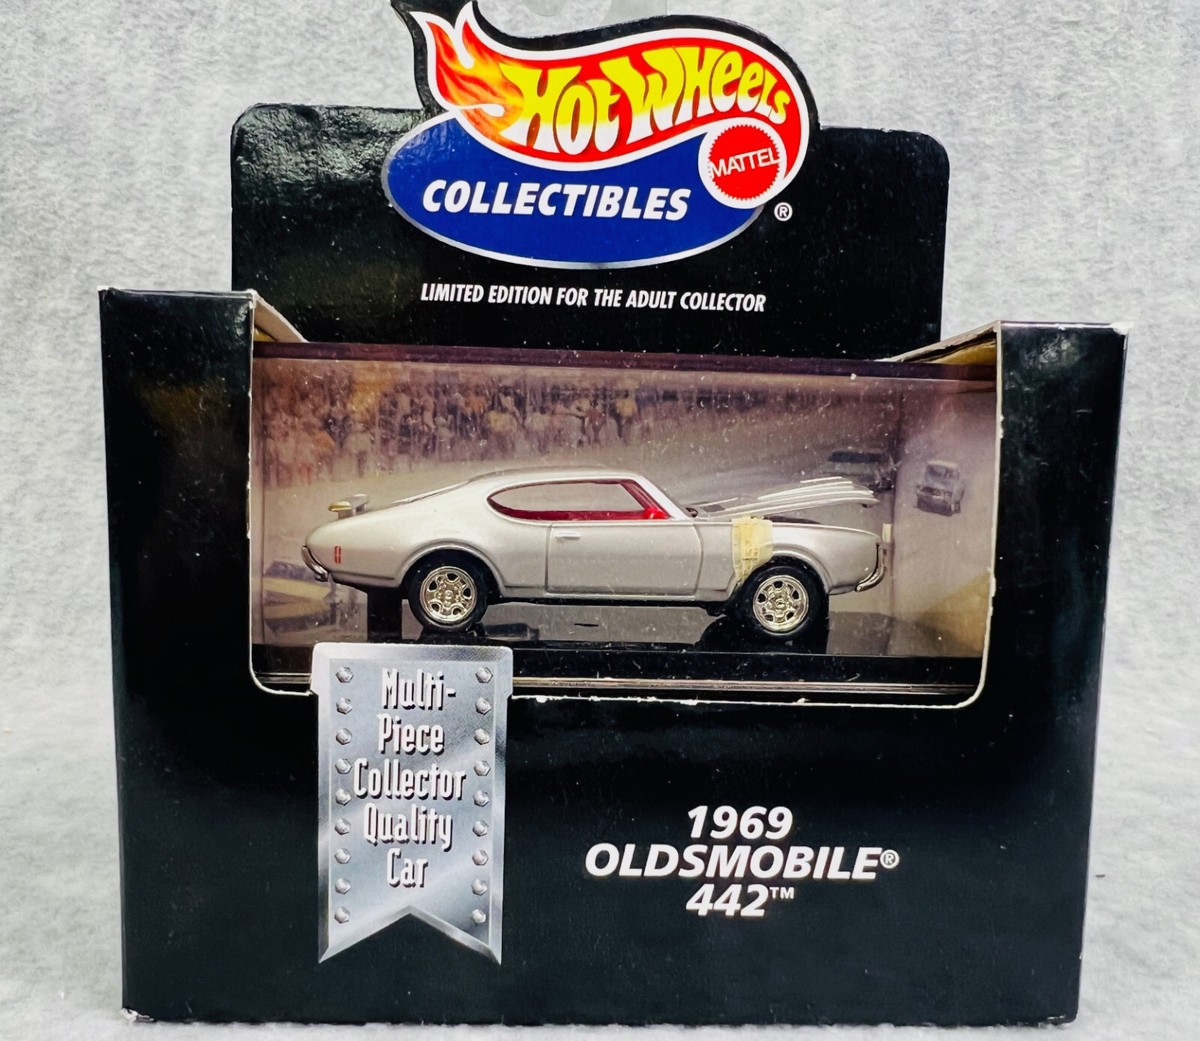 HOT WHEELS
MATTEL
COLLECTIBLES
®
LIMITED EDITION FOR THE ADULT COLLECTOR
Multi-
Piece
Collector
Quality
Car
1969
OLDSMOBILE®
442™